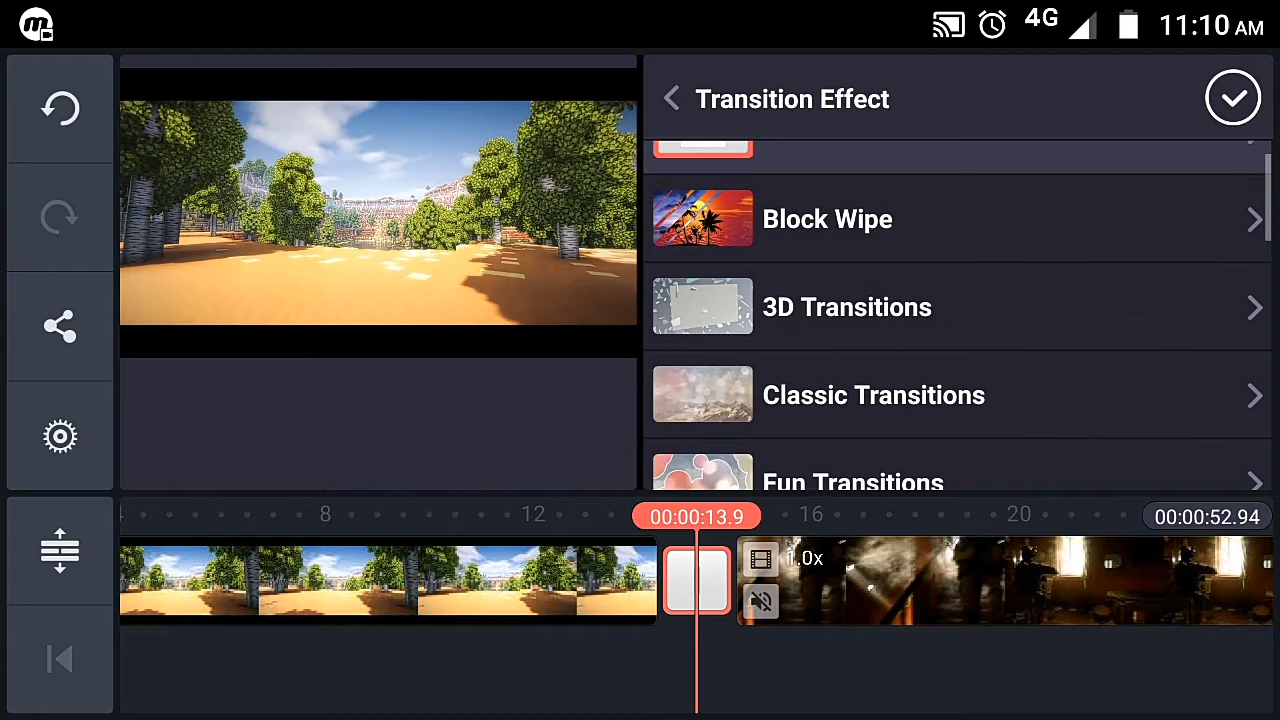 m
4G
11:10 AM
Transition Effect
Block Wipe
3D Transitions
Classic Transitions
Fun Transitions
8
12
00:00:13.9
16
20
00:00:52.94
1.0x